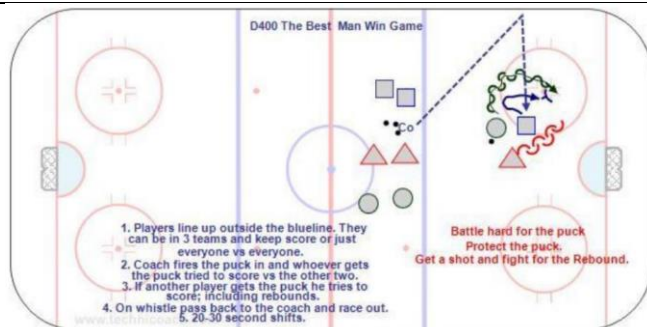 D400 The Best Man Win Game
Co
1. Players line up outside the blueline. They
can be in 3 teams and keep score or just
everyone vs everyone.
2. Coach fires the puck in and whoever gets
the puck tried to score vs the other two.
3. If another player gets the puck he tries to
score; including rebounds.
4. On whistle pass back to the coach and race out.
5. 20-30 second shifts.
Battle hard for the puck
Protect the puck.
Get a shot and fight for the Rebound.